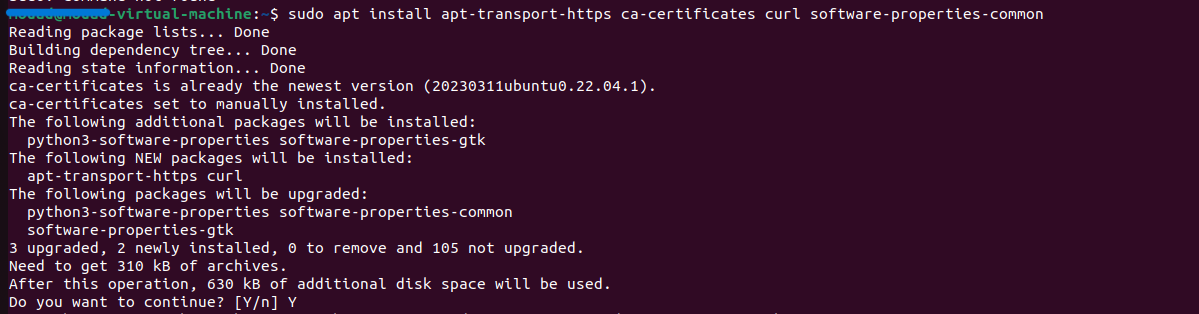 -virtual-machine:~$ sudo apt install apt-transport-https ca-certificates curl software-properties-common
Reading package lists... Done
Building dependency tree... Done
Reading state information... Done
ca-certificates is already the newest version (20230311ubuntu0.22.04.1).
ca-certificates set to manually installed.
The following additional packages will be installed:
  python3-software-properties software-properties-gtk
The following NEW packages will be installed:
  apt-transport-https curl
The following packages will be upgraded:
  python3-software-properties software-properties-common
  software-properties-gtk
3 upgraded, 2 newly installed, 0 to remove and 105 not upgraded.
Need to get 310 kB of archives.
After this operation, 630 kB of additional disk space will be used.
Do you want to continue? [Y/n] Y